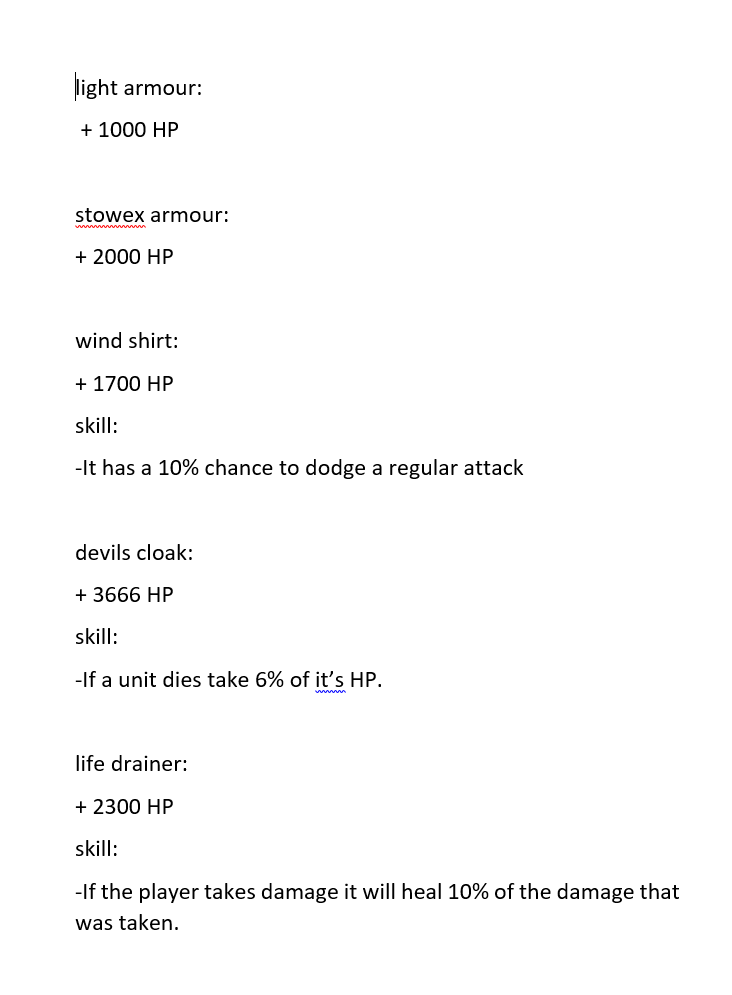 light armour:
+ 1000 HP
stowex armour:
+ 2000 HP
wind shirt:
+ 1700 HP
skill:
-It has a 10% chance to dodge a regular attack
devils cloak:
+ 3666 HP
skill:
-If a unit dies take 6% of it’s HP.
life drainer:
+ 2300 HP
skill:
-If the player takes damage it will heal 10% of the damage that
was taken.